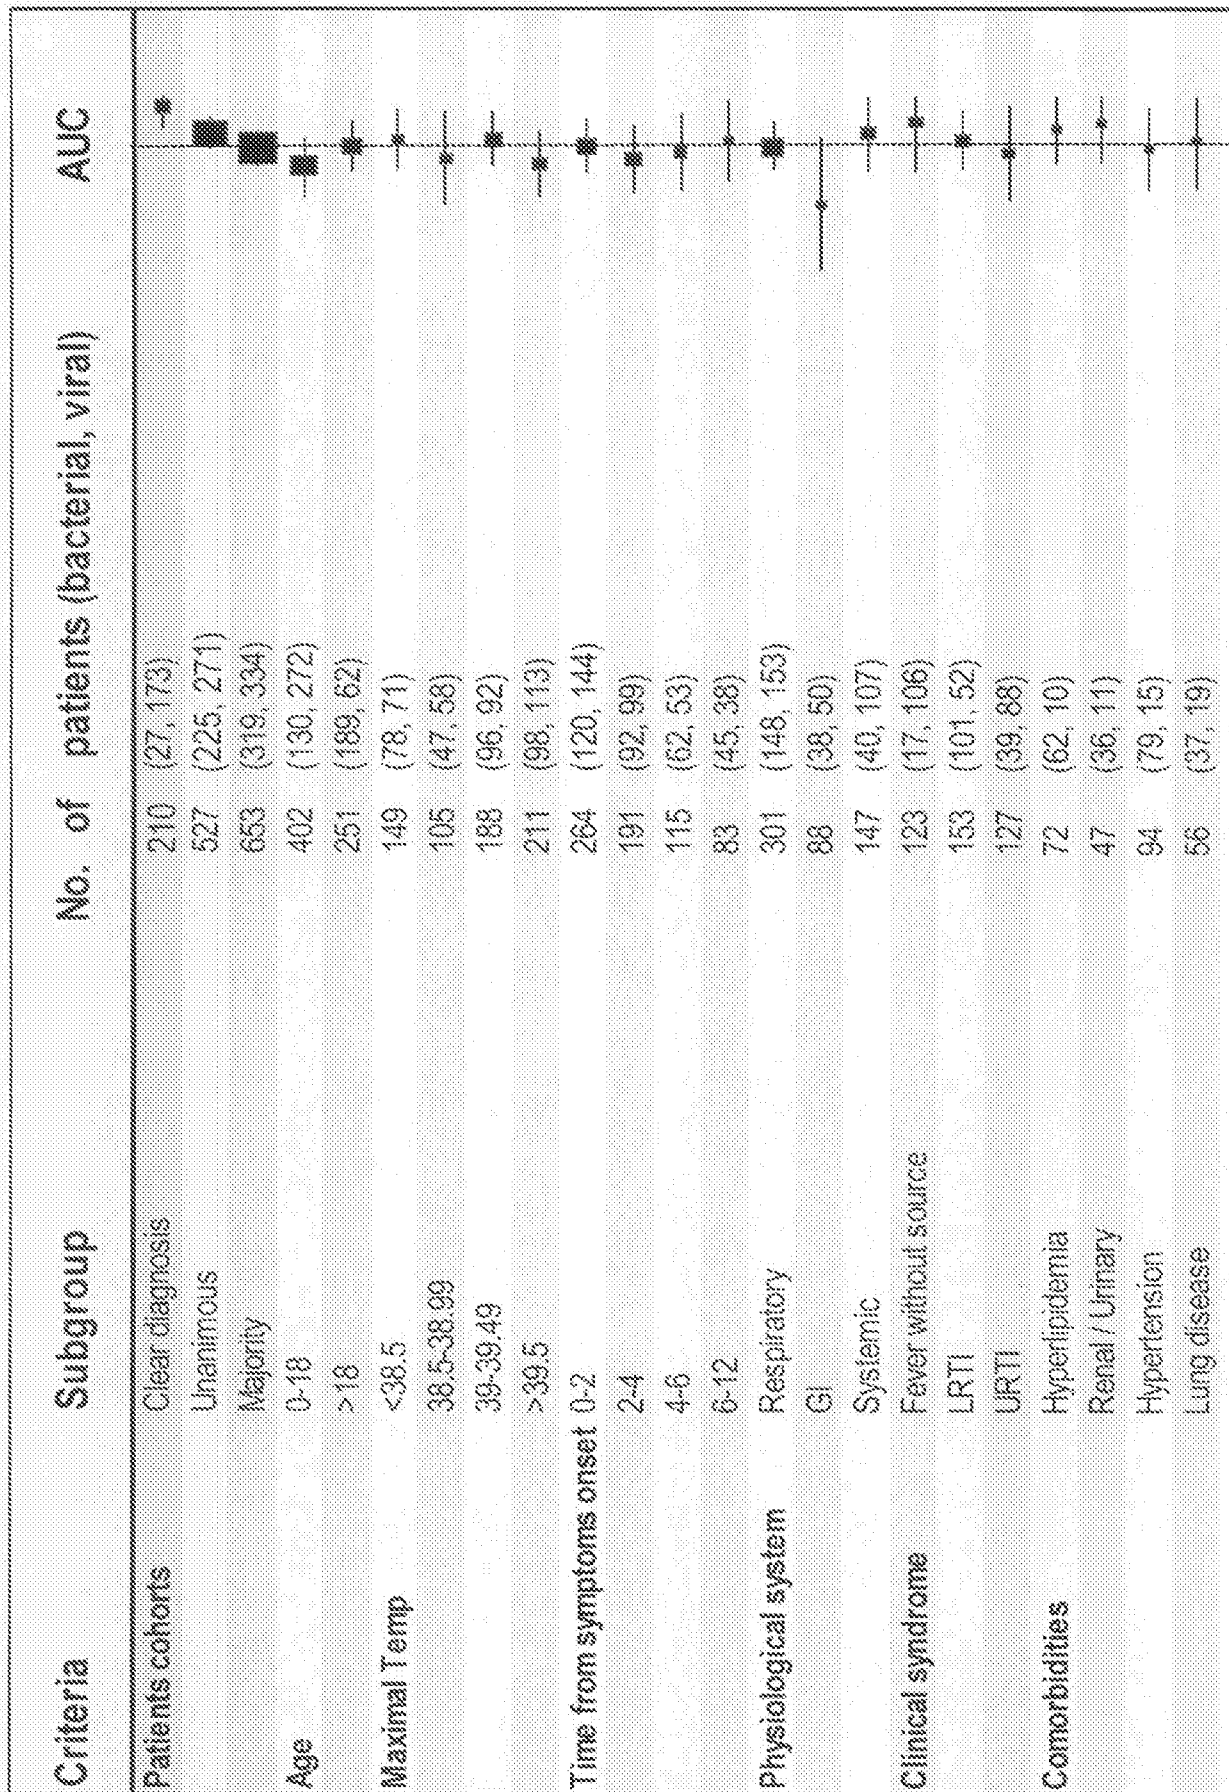 Criteria Subgroup No. of patients (bacterial, viral) AUC
Patients cohorts Clear diagnosis 210 (27, 173)
Unanimous 527 (225, 271)
Majority 653 (319, 334)
Age 0-18 402 (130, 272)
>18 251 (189, 62)
Maximal Temp <38.5 149 (78, 71)
38.5-38.99 105 (47, 58)
39-39.49 188 (96, 92)
>39.5 211 (98, 113)
Time from symptoms onset 0-2 264 (120, 144)
2-4 191 (92, 99)
4-6 115 (62, 53)
6-12 83 (45, 38)
Physiological system Respiratory 301 (148, 153)
GI 88 (38, 50)
Systemic 147 (40, 107)
Clinical syndrome Fever without source 123 (17, 106)
LRTI 153 (101, 52)
URTI 127 (39, 88)
Comorbidities Hyperlipidemia 72 (62, 10)
Renal / Urinary 47 (36, 11)
Hypertension 94 (79, 15)
Lung disease 56 (37, 19)